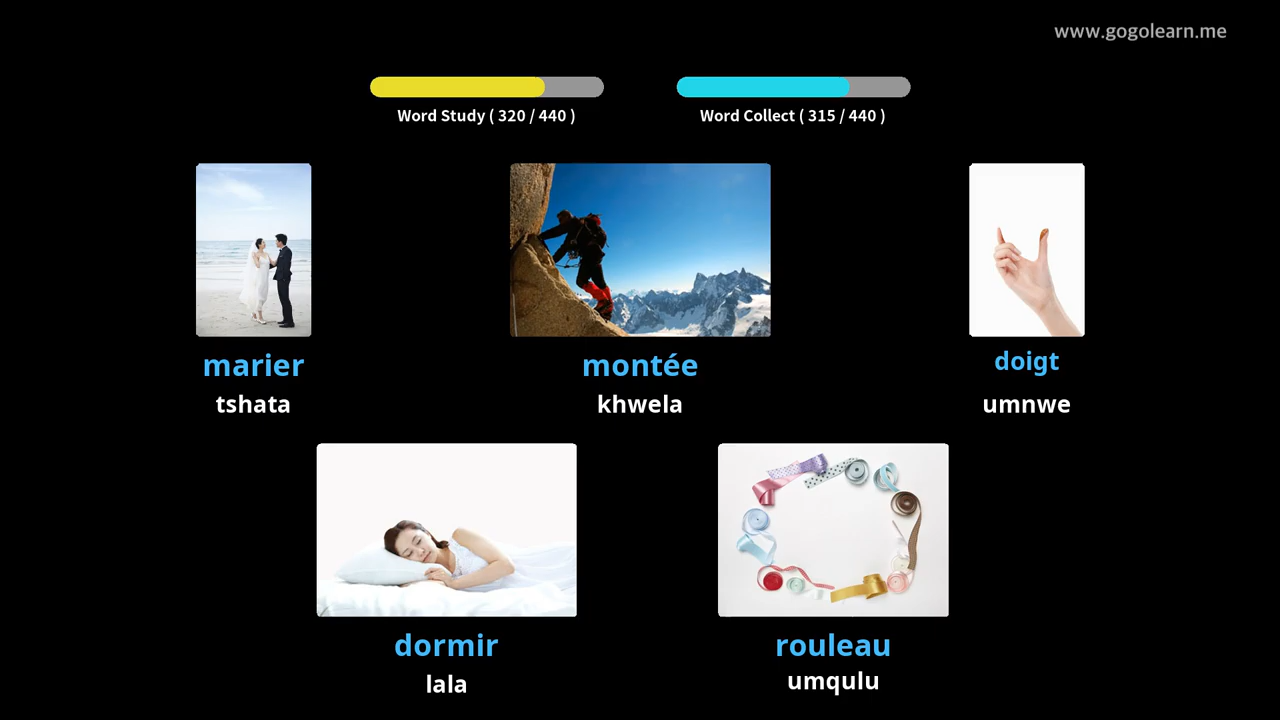 www.gogolearn.me
Word Study ( 320 / 440 )
Word Collect ( 315 / 440 )
marier
tshata
montée
khwela
doigt
umnwe
dormir
lala
rouleau
umqulu